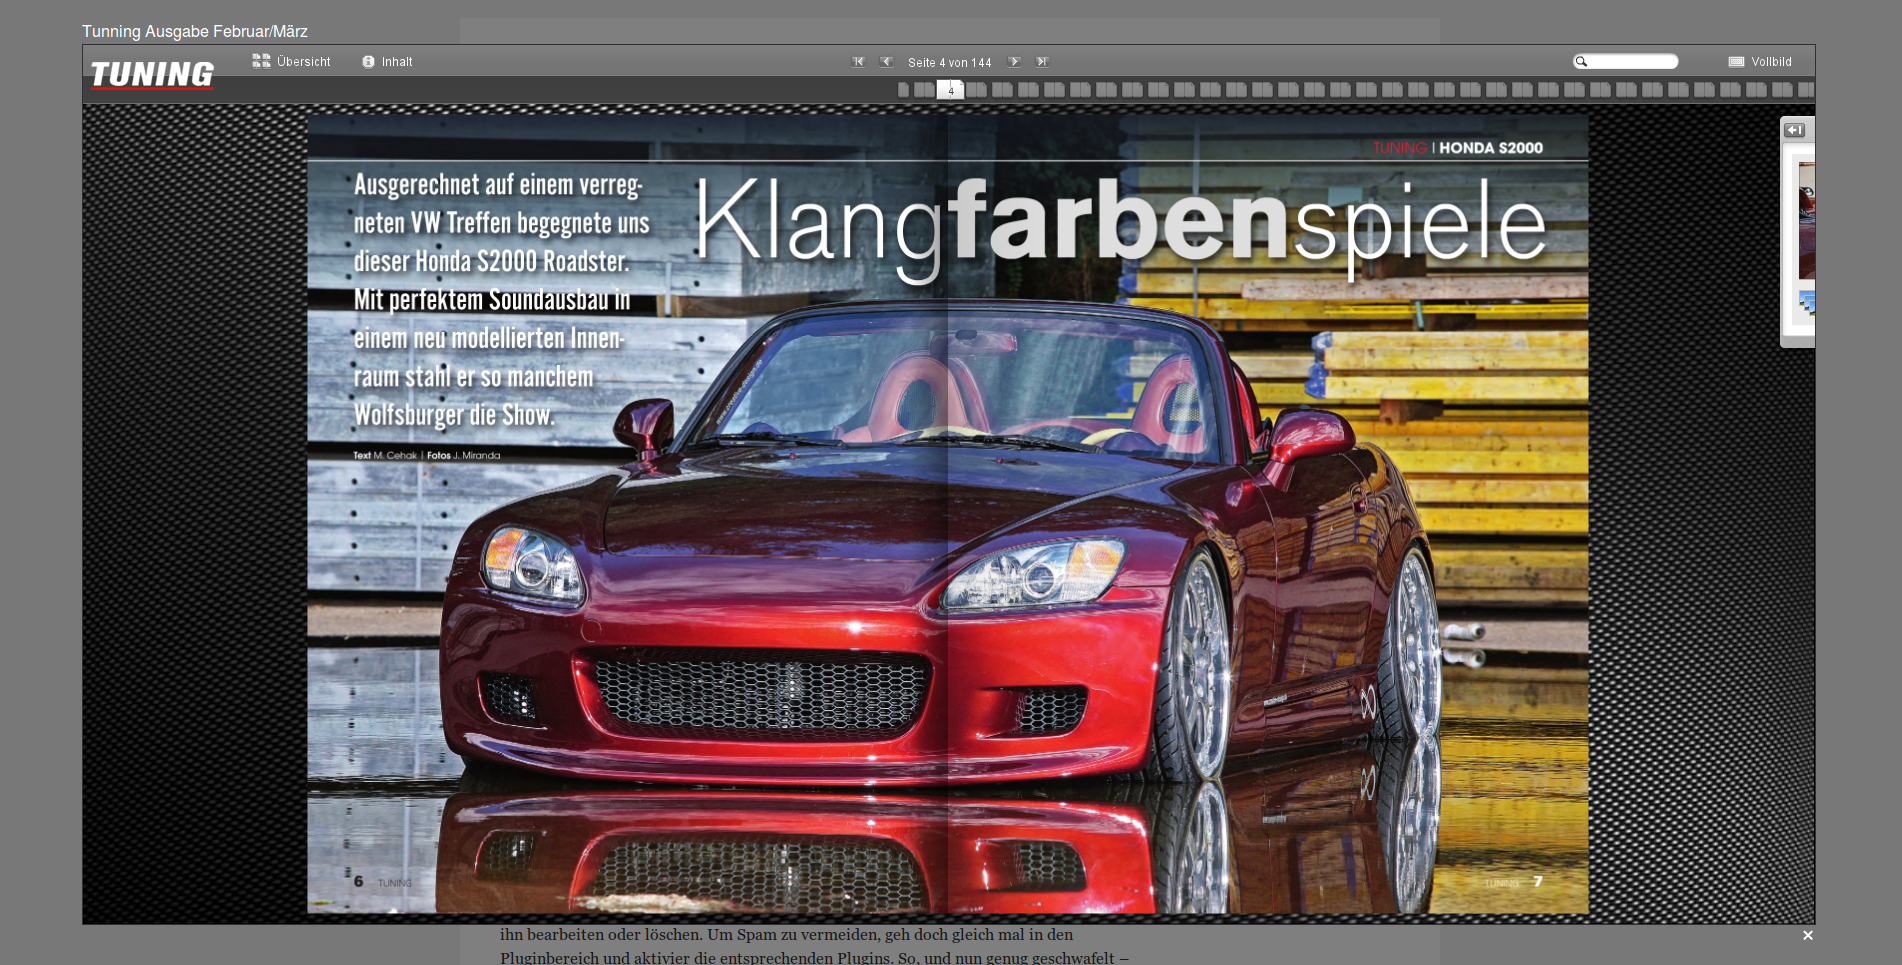 Tunning Ausgabe Februar/März
TUNING
Übersicht
Inhalt
Seite 4 von 144
Vollbild
4
TUNING | HONDA S2000
Klangfarbenspiele
Ausgerechnet auf einem verreg-
neten VW Treffen begegnete uns
dieser Honda S2000 Roadster.
Mit perfektem Soundausbau in
einem neu modellierten Innen-
raum stahl er so manchem
Wolfsburger die Show.
Text M. Cehak | Fotos J. Miranda
6 TUNING
TUNING 7
ihn bearbeiten oder löschen. Um Spam zu vermeiden, geh doch gleich mal in den
Pluginbereich und aktivier die entsprechenden Plugins. So, und nun genug geschwafelt –